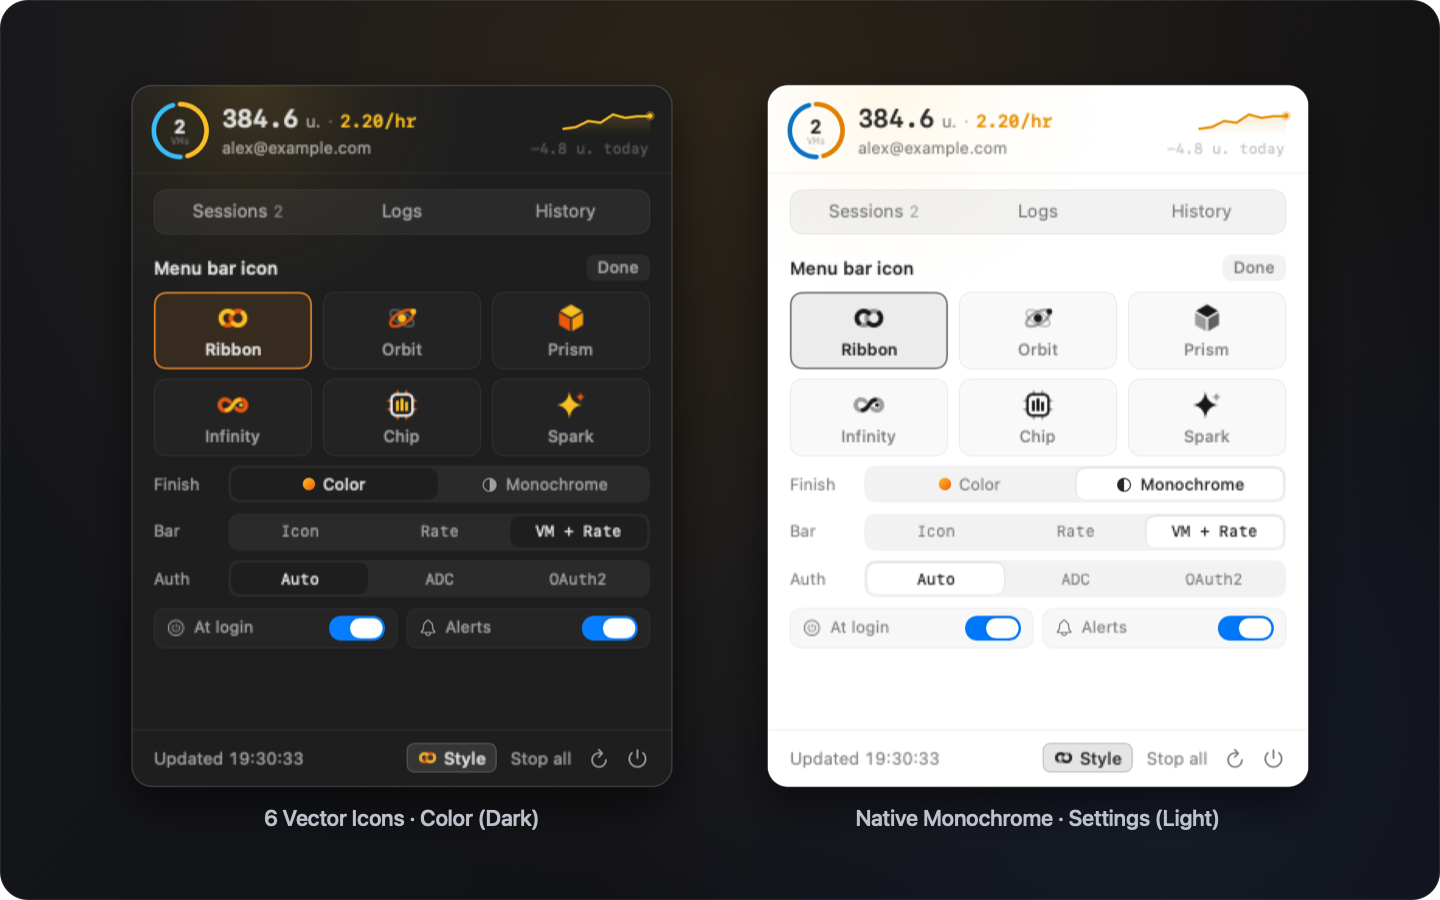 2
VMs
384.6 u. · 2.20/hr
alex@example.com
−4.8 u. today
Sessions 2
Logs
History
Menu bar icon
Done
Ribbon
Orbit
Prism
Infinity
Chip
Spark
Finish
Color
Monochrome
Bar
Icon
Rate
VM + Rate
Auth
Auto
ADC
OAuth2
At login
Alerts
Updated 19:30:33
Style
Stop all
6 Vector Icons · Color (Dark)
2
VMs
384.6 u. · 2.20/hr
alex@example.com
−4.8 u. today
Sessions 2
Logs
History
Menu bar icon
Done
Ribbon
Orbit
Prism
Infinity
Chip
Spark
Finish
Color
Monochrome
Bar
Icon
Rate
VM + Rate
Auth
Auto
ADC
OAuth2
At login
Alerts
Updated 19:30:33
Style
Stop all
Native Monochrome · Settings (Light)